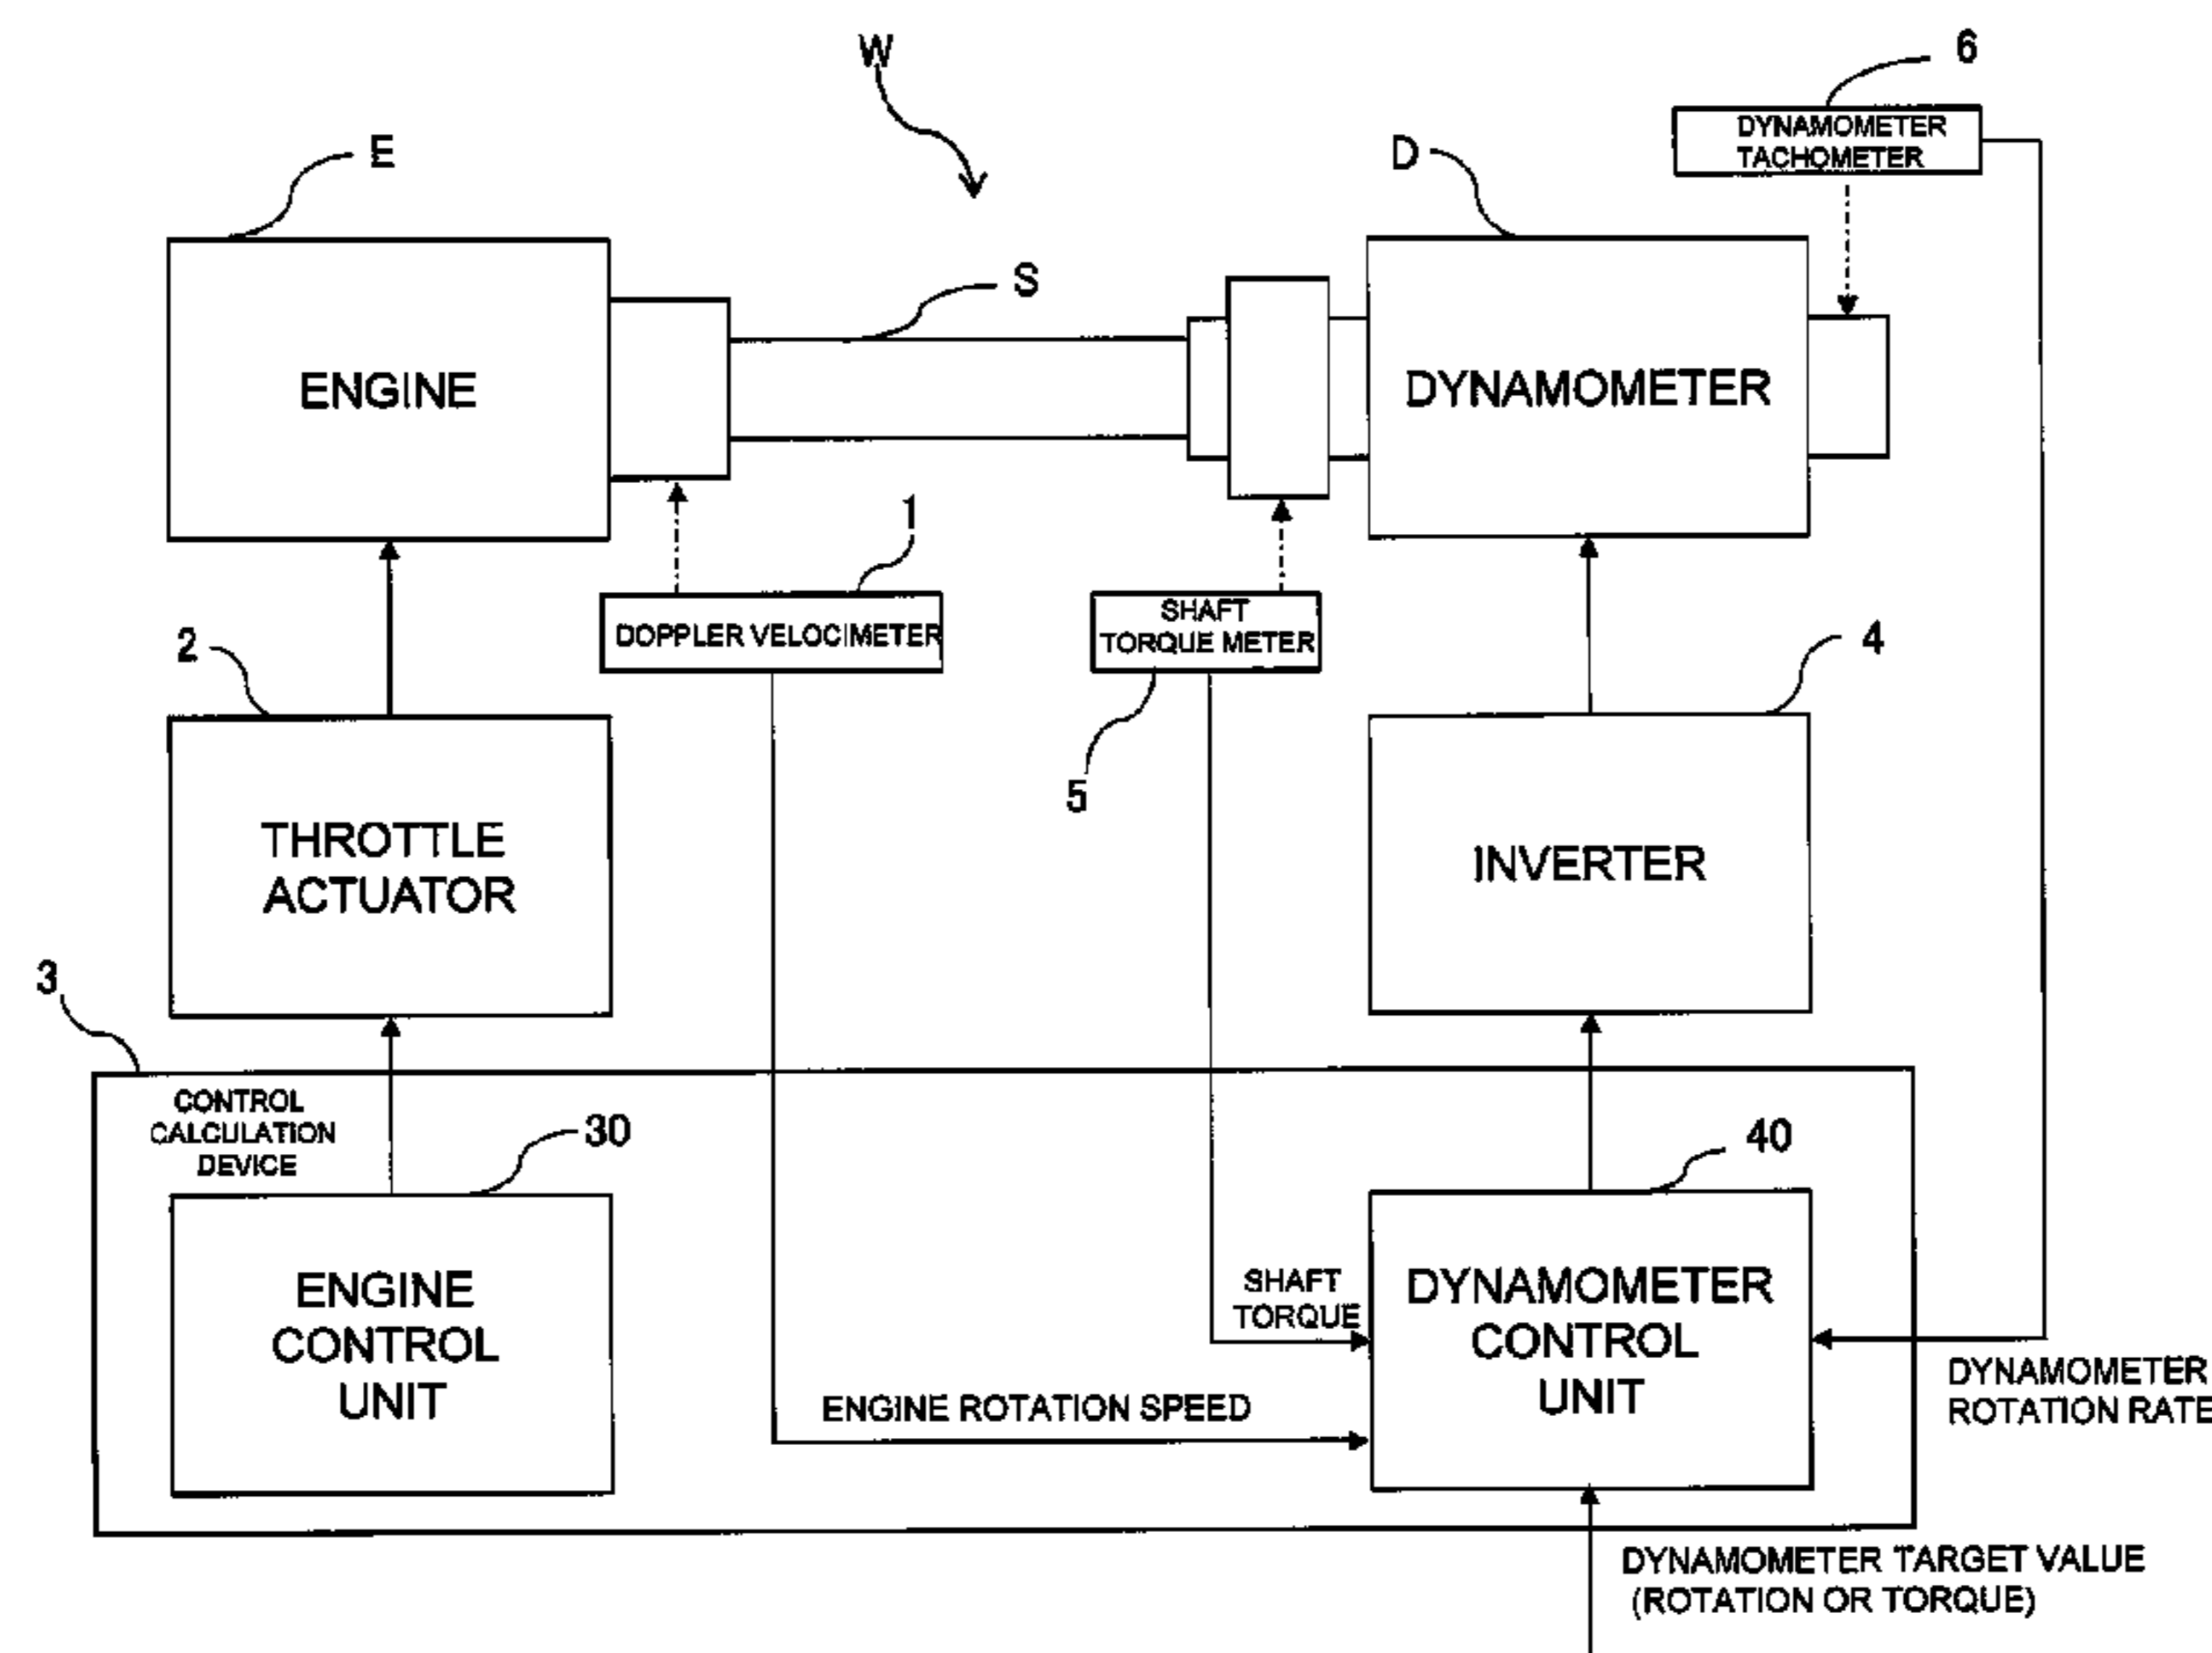 W
6
DYNAMOMETER
TACHOMETER
E
D
S
ENGINE
DYNAMOMETER
1
DOPPLER VELOCIMETER
SHAFT
TORQUE METER
2
4
5
THROTTLE
ACTUATOR
INVERTER
3
CONTROL
CALCULATION
DEVICE
30
40
ENGINE
CONTROL
UNIT
SHAFT
TORQUE
DYNAMOMETER
CONTROL
UNIT
ENGINE ROTATION SPEED
DYNAMOMETER
ROTATION RATE
DYNAMOMETER TARGET VALUE
(ROTATION OR TORQUE)